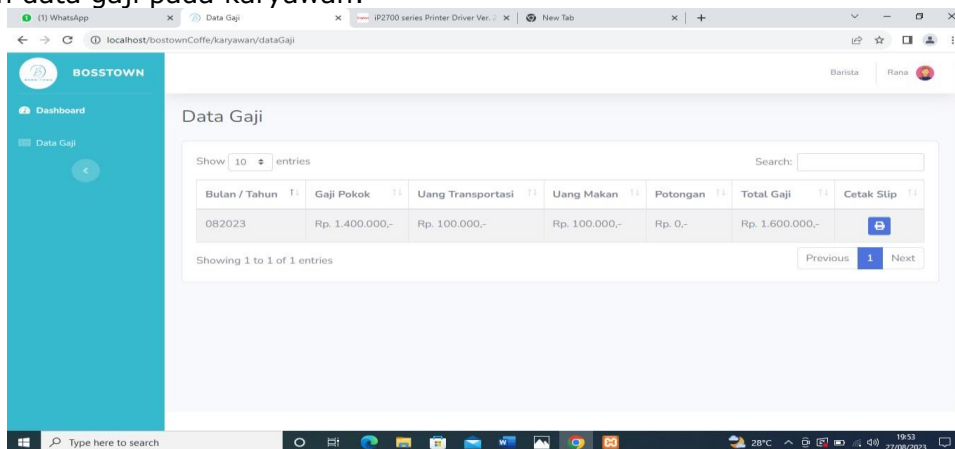 data gaji pada karyawan.
(1) WhatsApp
Data Gaji
iP2700 series Printer Driver Ver. 2
New Tab
localhost/bostownCoffe/karyawan/dataGaji
BOSSTOWN
Barista Rana
Dashboard
Data Gaji
Data Gaji
Show 10 entries
Search:
Bulan / Tahun Gaji Pokok Uang Transportasi Uang Makan Potongan Total Gaji Cetak Slip
082023 Rp. 1.400.000,- Rp. 100.000,- Rp. 100.000,- Rp. 0,- Rp. 1.600.000,-
Showing 1 to 1 of 1 entries
Previous 1 Next
Type here to search
28°C
19:53
27/08/2023